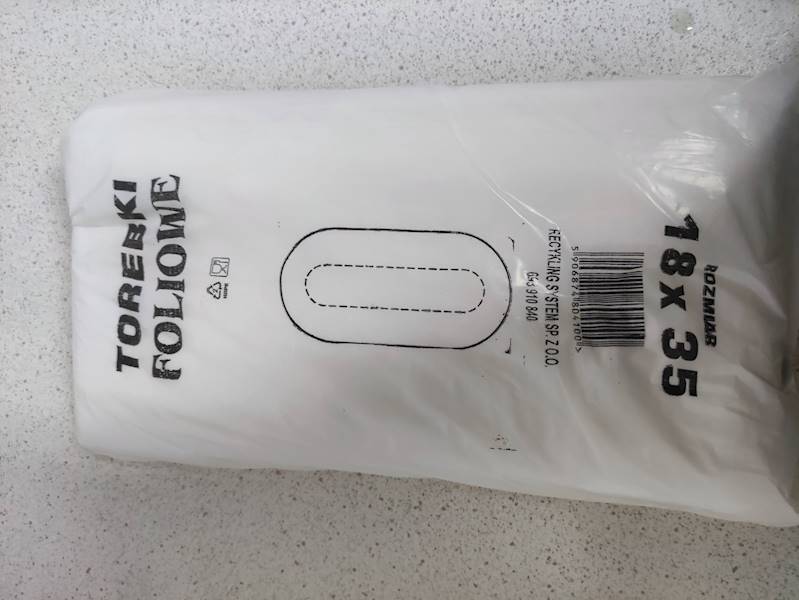 TOREBKI
FOLIOWE
RECYKLING SYSTEM SP. Z O.O.
ROZMIAR
18 x 35